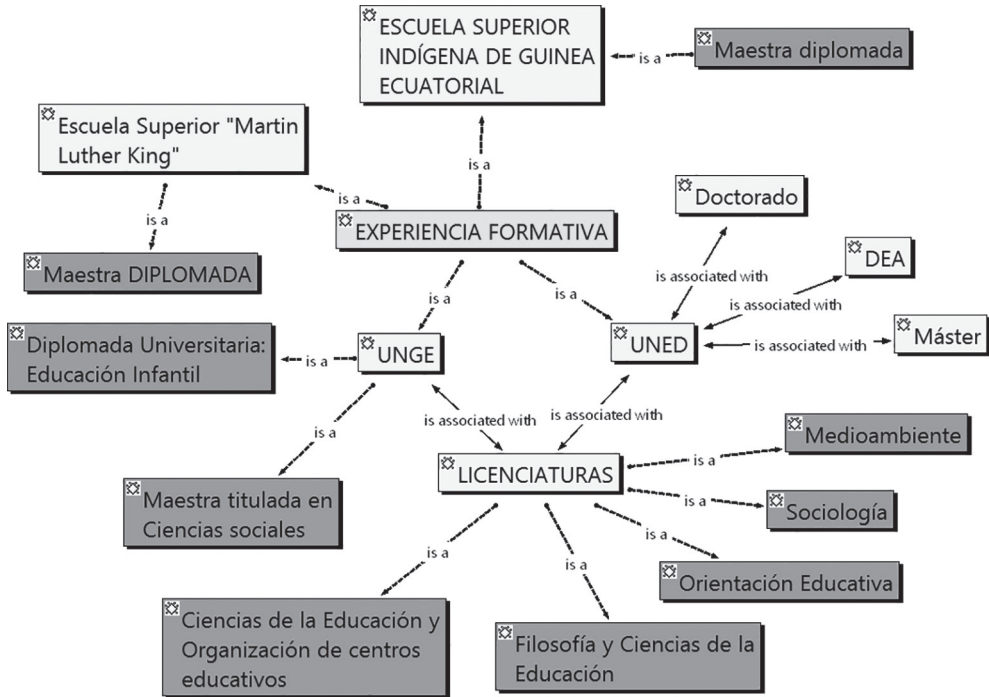 ESCUELA SUPERIOR
INDÍGENA DE GUINEA
ECUATORIAL
is a
Maestra diplomada
Escuela Superior "Martin
Luther King"
is a
is a
Doctorado
is a
EXPERIENCIA FORMATIVA
Maestra DIPLOMADA
is associated with
DEA
is a
is a
is associated with
Diplomada Universitaria:
Educación Infantil
is a
UNGE
UNED
is associated with
Máster
is associated with
is associated with
is a
LICENCIATURAS
is a
Medioambiente
Maestra titulada en
Ciencias sociales
is a
Sociología
is a
is a
is a
Orientación Educativa
Ciencias de la Educación y
Organización de centros
educativos
Filosofía y Ciencias de la
Educación